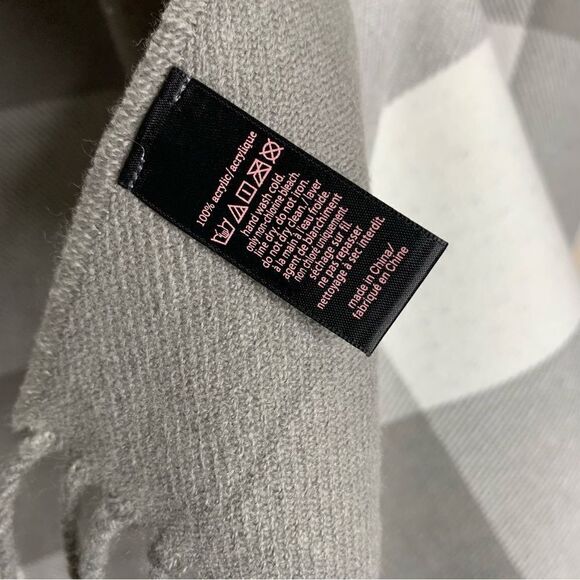 100% acrylic/acrylique
hand wash cold.
only non-chlorine bleach.
line dry. do not iron.
do not dry clean./laver
à la main à l'eau froide.
agent de blanchiment
non chloré uniquement.
séchage sur fil
ne pas repasser
nettoyage à sec interdit.
made in China/
fabriqué en Chine